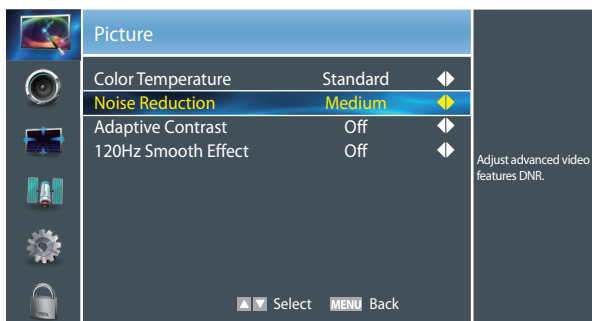 Picture
Color Temperature Standard
Noise Reduction Medium
Adaptive Contrast Off
120Hz Smooth Effect Off
Adjust advanced video
features DNR.
Select MENU Back